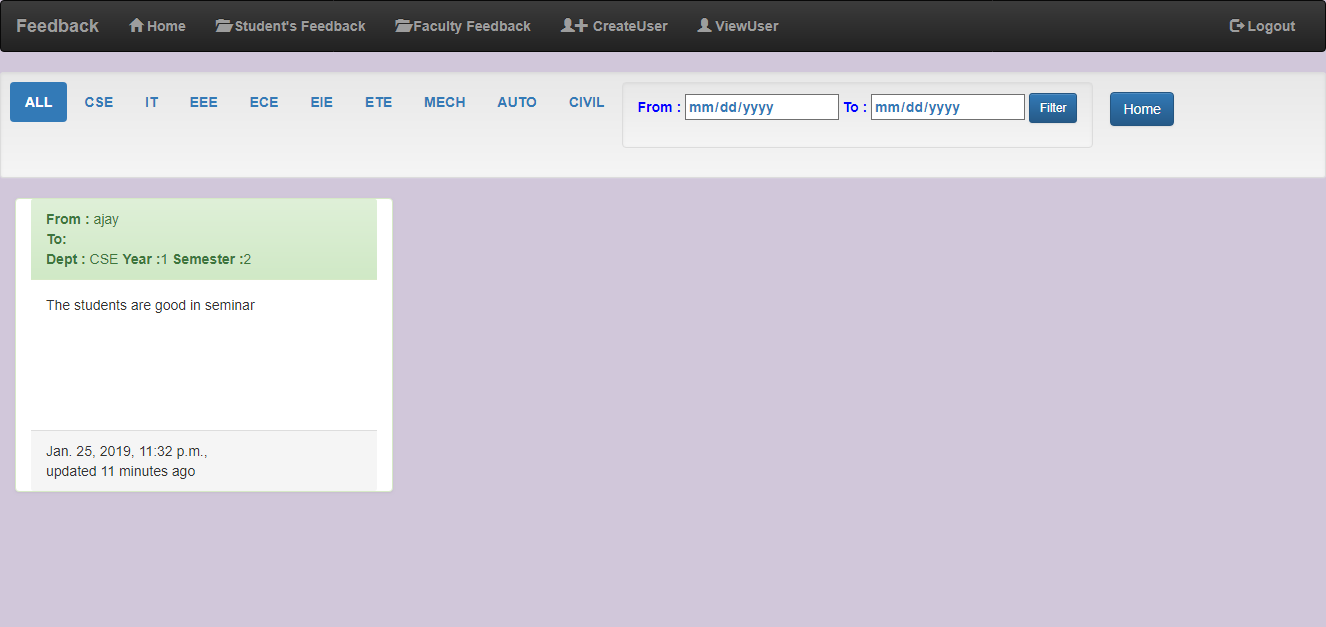 Feedback Home Student's Feedback Faculty Feedback CreateUser ViewUser Logout
ALL CSE IT EEE ECE EIE ETE MECH AUTO CIVIL From : mm/dd/yyyy To : mm/dd/yyyy Filter Home
From : ajay
To:
Dept : CSE Year :1 Semester :2
The students are good in seminar
Jan. 25, 2019, 11:32 p.m.,
updated 11 minutes ago